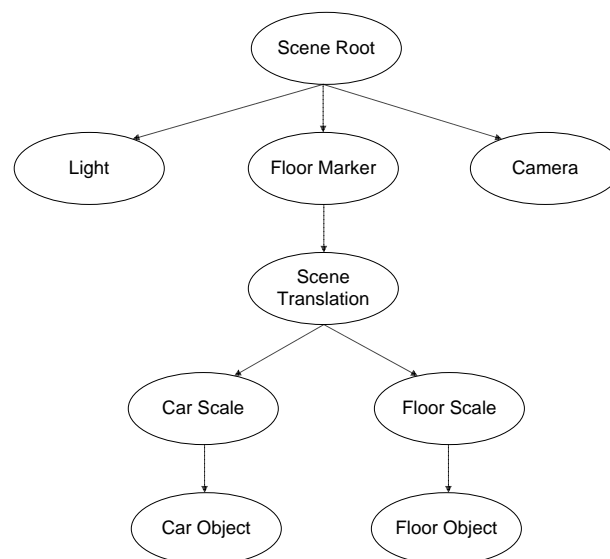 Scene Root
Light
Floor Marker
Camera
Scene
Translation
Car Scale
Floor Scale
Car Object
Floor Object